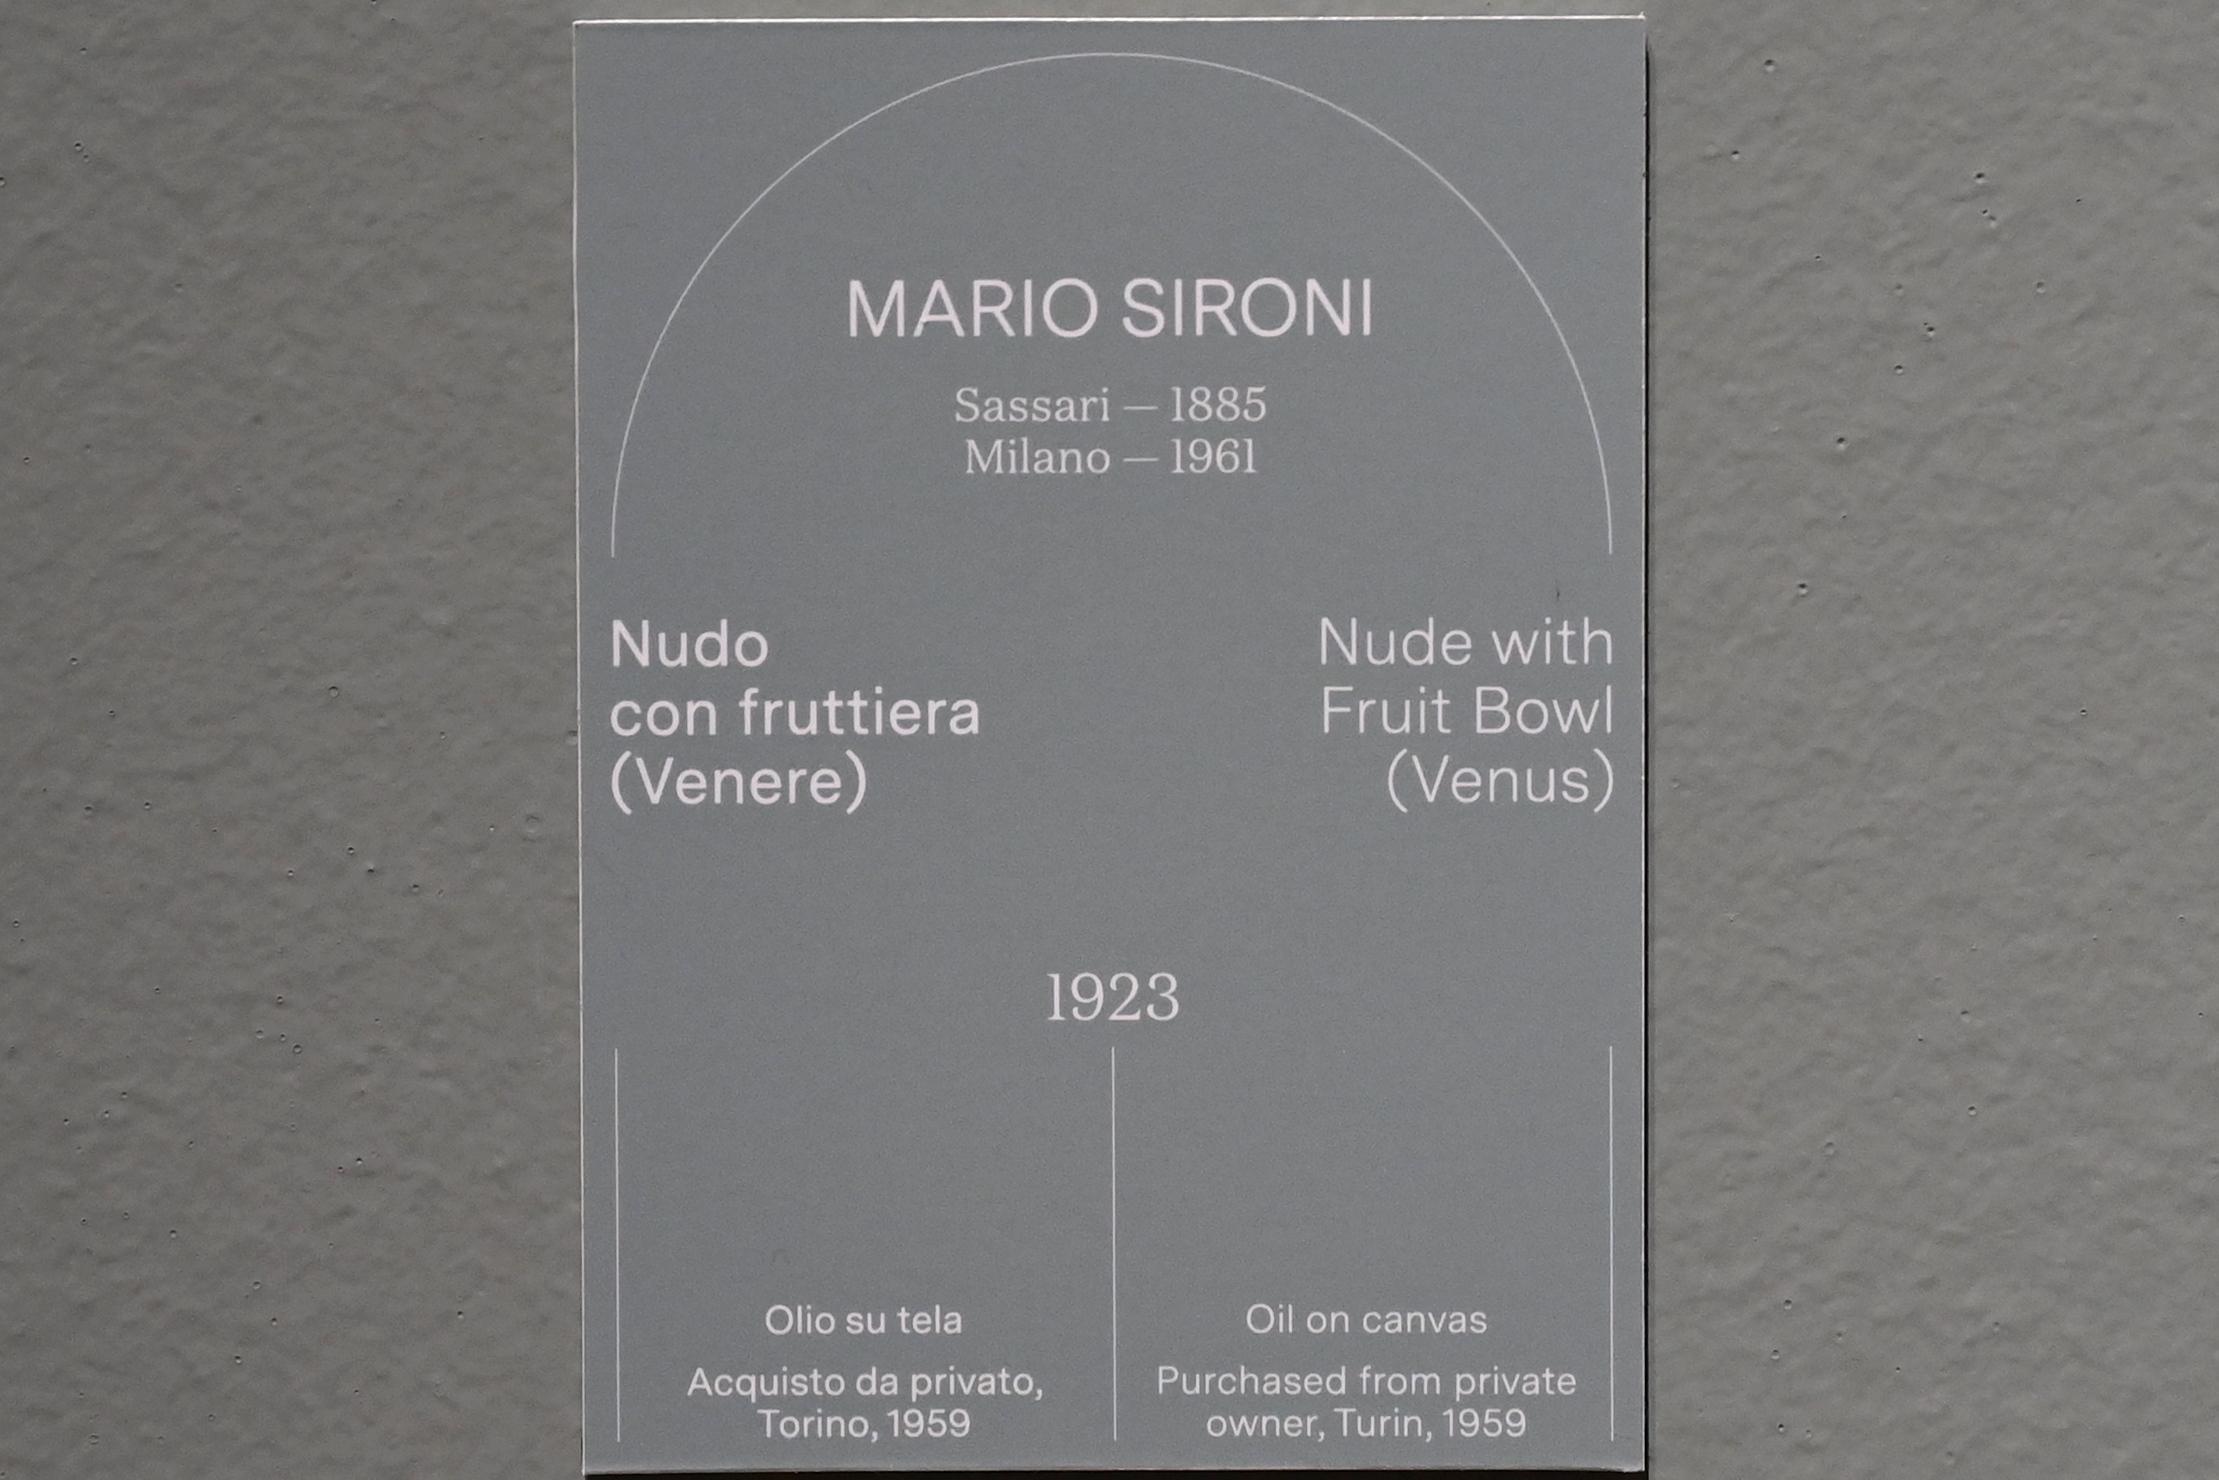 MARIO SIRONI
Sassari — 1885
Milano — 1961
Nudo
con fruttiera
(Venere)
Nude with
Fruit Bowl
(Venus)
1923
Olio su tela
Acquisto da privato,
Torino, 1959
Oil on canvas
Purchased from private
owner, Turin, 1959